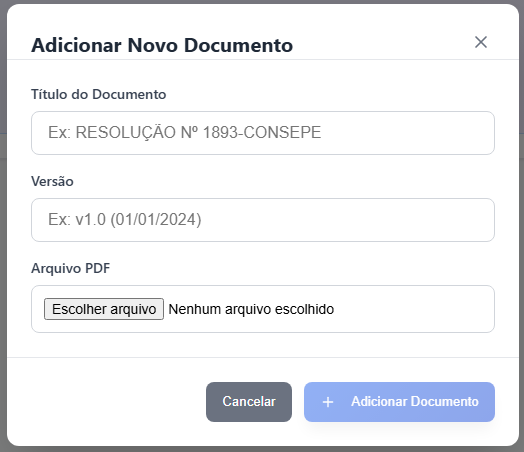 Adicionar Novo Documento
Título do Documento
Ex: RESOLUÇÃO Nº 1893-CONSEPE
Versão
Ex: v1.0 (01/01/2024)
Arquivo PDF
Escolher arquivo Nenhum arquivo escolhido
Cancelar
+ Adicionar Documento